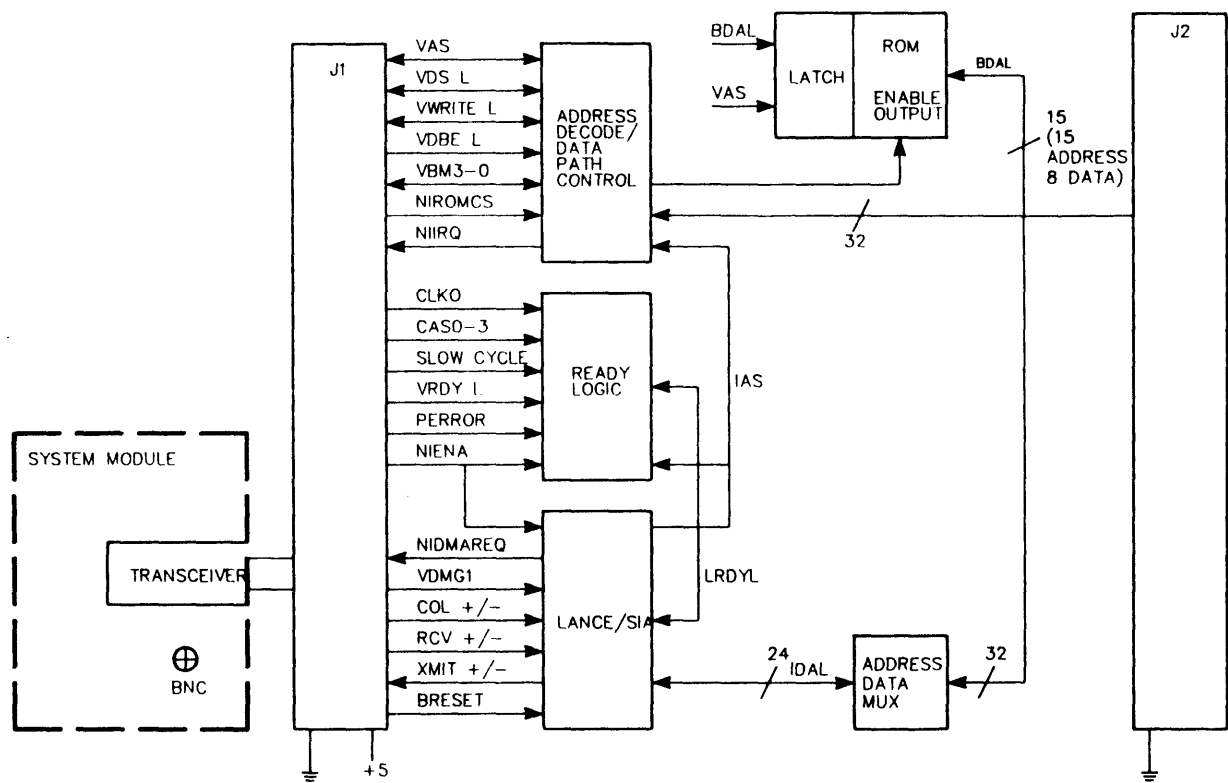 J1
VAS
VDS L
VWRITE L
VDBE L
VBM3-0
NIROMCS
NIIRQ
ADDRESS
DECODE/
DATA
PATH
CONTROL
BDAL
VAS
LATCH
ROM
ENABLE
OUTPUT
BDAL
15
(15
ADDRESS
8 DATA)
32
J2
CLK0
CAS0-3
SLOW CYCLE
VRDY L
PERROR
NIENA
READY
LOGIC
IAS
LRDYL
SYSTEM MODULE
TRANSCEIVER
BNC
NIDMAREQ
VDMG1
COL +/-
RCV +/-
XMIT +/-
BRESET
LANCE/SIA
24
IDAL
ADDRESS
DATA
MUX
32
+5